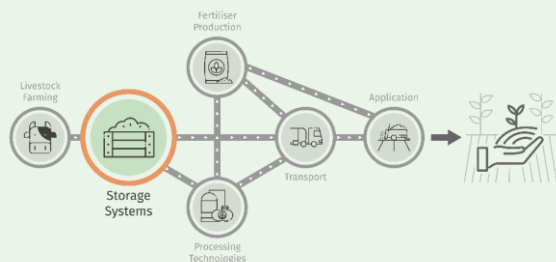 Fertiliser
Production
Livestock
Farming
Application
Storage
Systems
Transport
Processing
Technologies